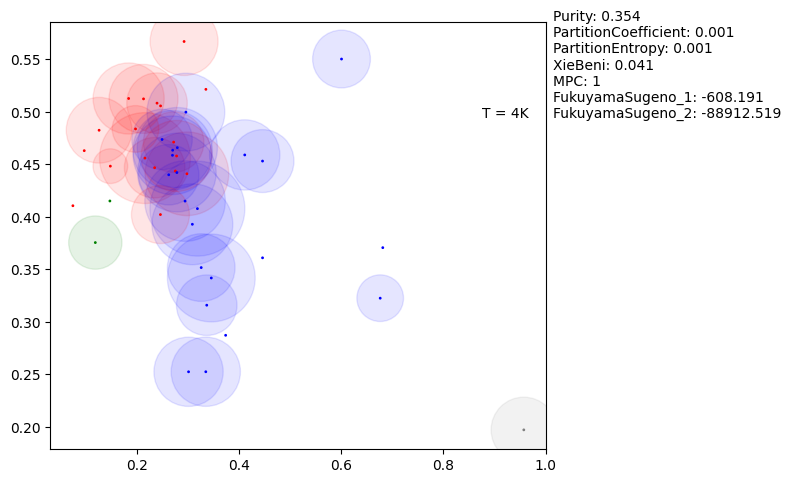 Purity: 0.354
PartitionCoefficient: 0.001
PartitionEntropy: 0.001
XieBeni: 0.041
MPC: 1
FukuyamaSugeno_1: -608.191
FukuyamaSugeno_2: -88912.519
T = 4K
0.55
0.50
0.45
0.40
0.35
0.30
0.25
0.20
0.2 0.4 0.6 0.8 1.0